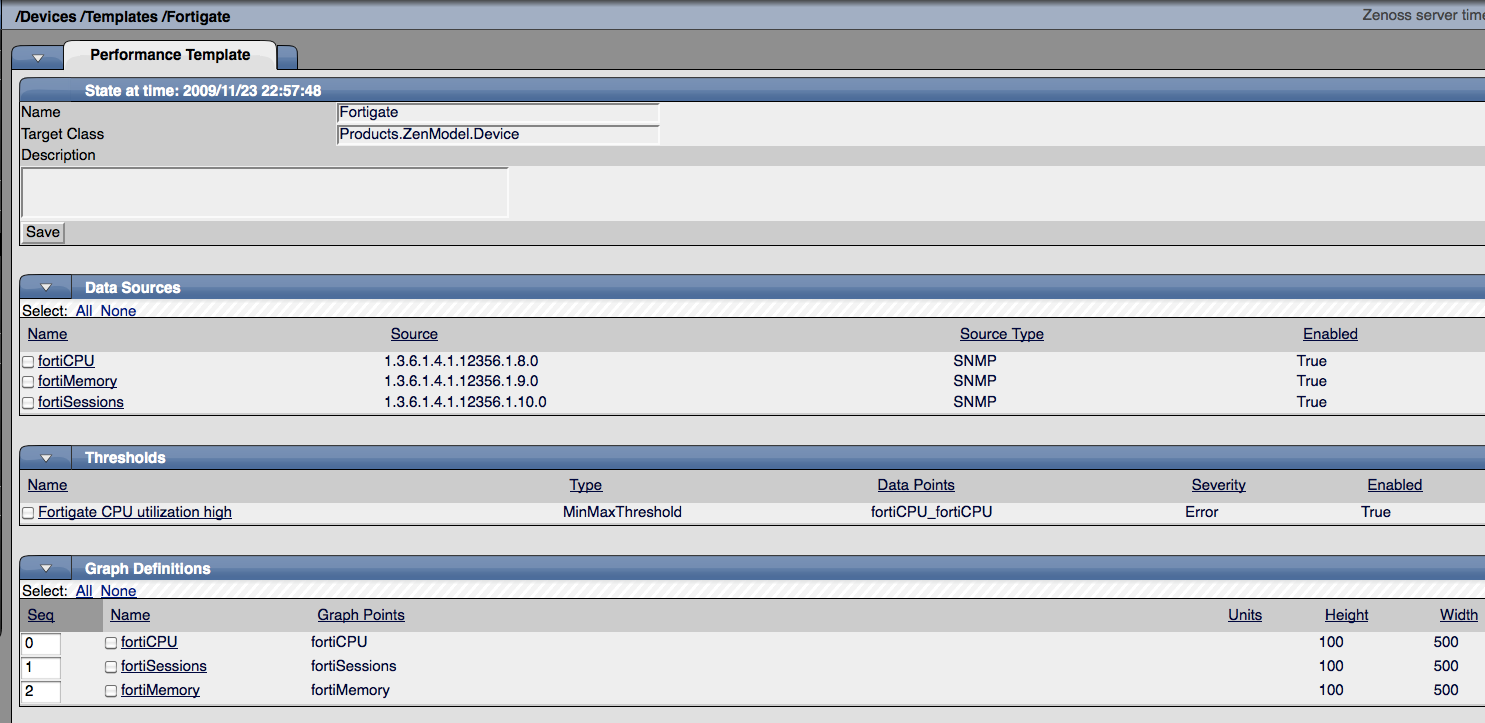 /Devices /Templates /Fortigate Zenoss server time
Performance Template
State at time: 2009/11/23 22:57:48
Name Fortigate
Target Class Products.ZenModel.Device
Description
Save
Data Sources
Select: All None
Name Source Source Type Enabled
fortiCPU 1.3.6.1.4.1.12356.1.8.0 SNMP True
fortiMemory 1.3.6.1.4.1.12356.1.9.0 SNMP True
fortiSessions 1.3.6.1.4.1.12356.1.10.0 SNMP True
Thresholds
Name Type Data Points Severity Enabled
Fortigate CPU utilization high MinMaxThreshold fortiCPU_fortiCPU Error True
Graph Definitions
Select: All None
Seq Name Graph Points Units Height Width
0 fortiCPU fortiCPU 100 500
1 fortiSessions fortiSessions 100 500
2 fortiMemory fortiMemory 100 500